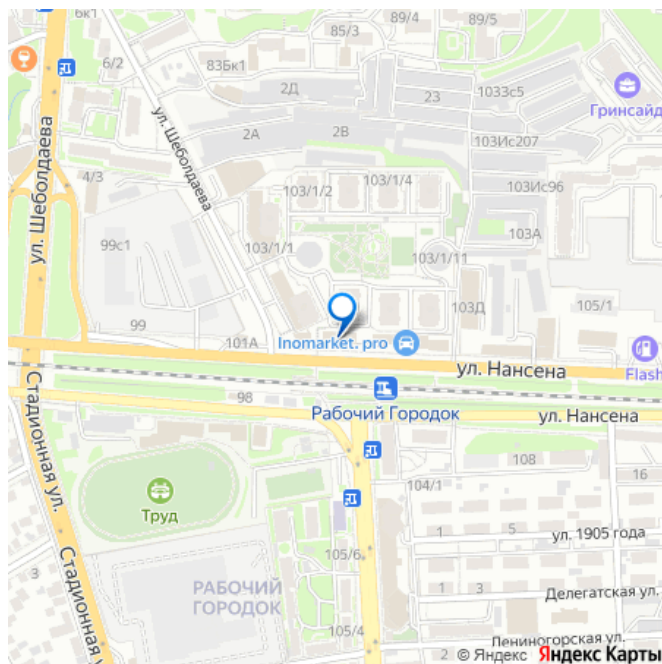 85/3
89/4
89/5
6к1
6/2
83Бк1
2Д
23
1033с5
Гринсайд
ул. Шеболдаева
ул. Шеболдаева
2А
2В
103Ис207
4/3
103/1/2
103/1/4
103Ис96
103А
99с1
103/1/1
103/1/11
103Д
105/1
99
101А
Inomarket. pro
ул. Нансена
Flash
98
Рабочий Городок
ул. Нансена
Стадионная ул.
108
104/1
16
Труд
1
5
ул. 1905 года
Стадионная ул.
105/6
3
РАБОЧИЙ
ГОРОДОК
1
3
Делегатская ул.
105/4
Лениногорская ул.
2
© Яндекс Яндекс Карты